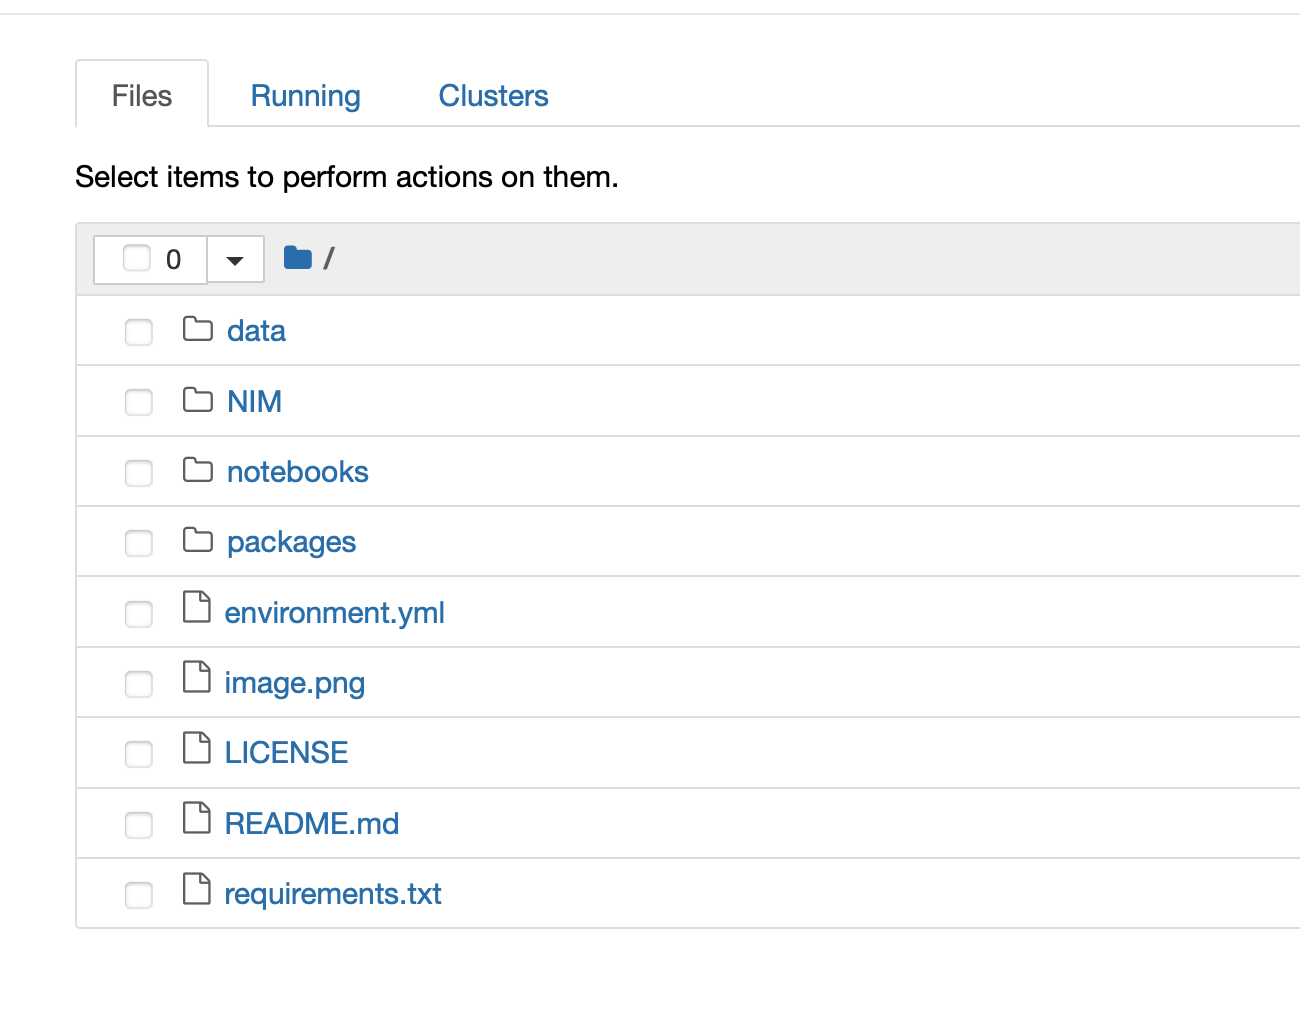 Files Running Clusters
Select items to perform actions on them.
0 /
data
NIM
notebooks
packages
environment.yml
image.png
LICENSE
README.md
requirements.txt